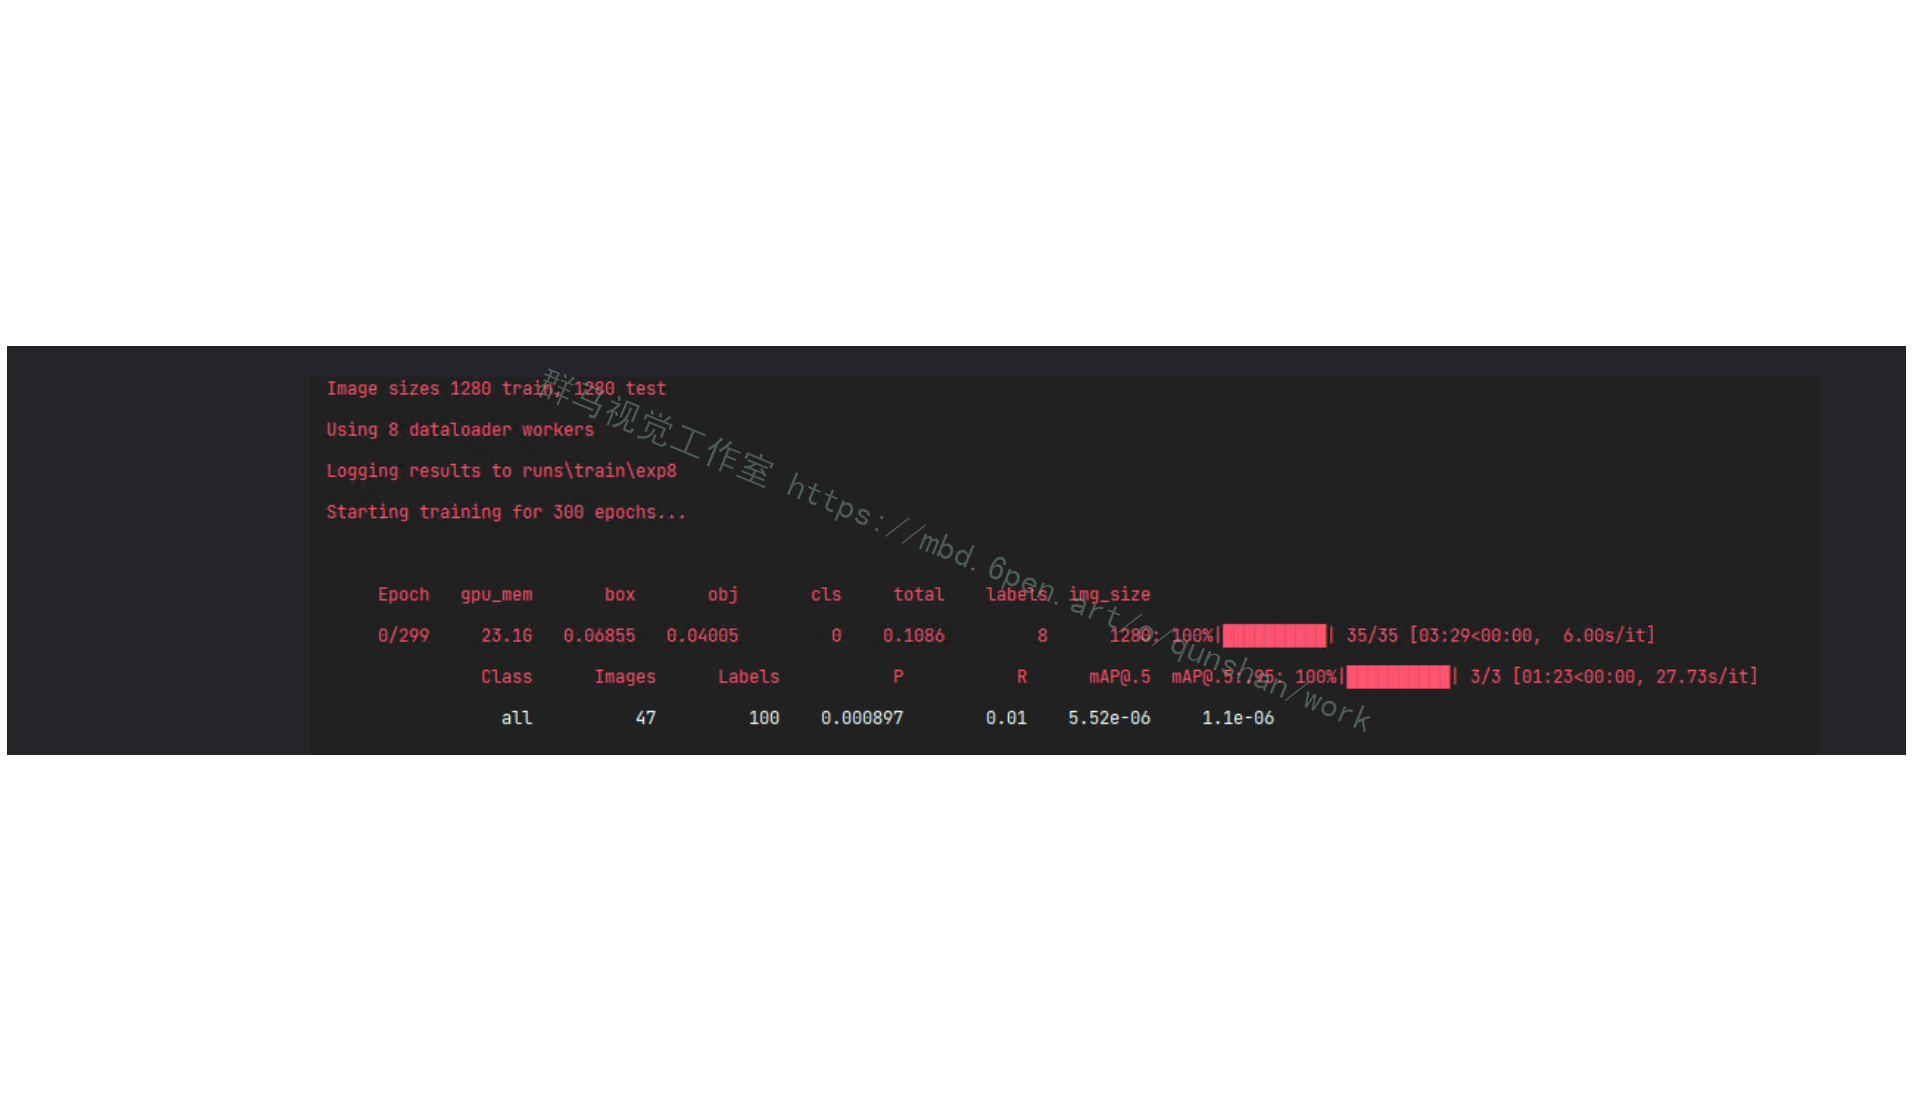 Image sizes 1280 train, 1280 test
Using 8 dataloader workers
Logging results to runs\train\exp8
Starting training for 300 epochs...
Epoch gpu_mem box obj cls total labels img_size
0/299 23.1G 0.06855 0.04005 0 0.1086 8 1280: 100%|██████████| 35/35 [03:29<00:00, 6.00s/it]
Class Images Labels P R mAP@.5 mAP@.5:.95: 100%|██████████| 3/3 [01:23<00:00, 27.73s/it]
all 47 100 0.000897 0.01 5.52e-06 1.1e-06
群马视觉工作室 https://mbd.6pen.art/o/qunshan/work